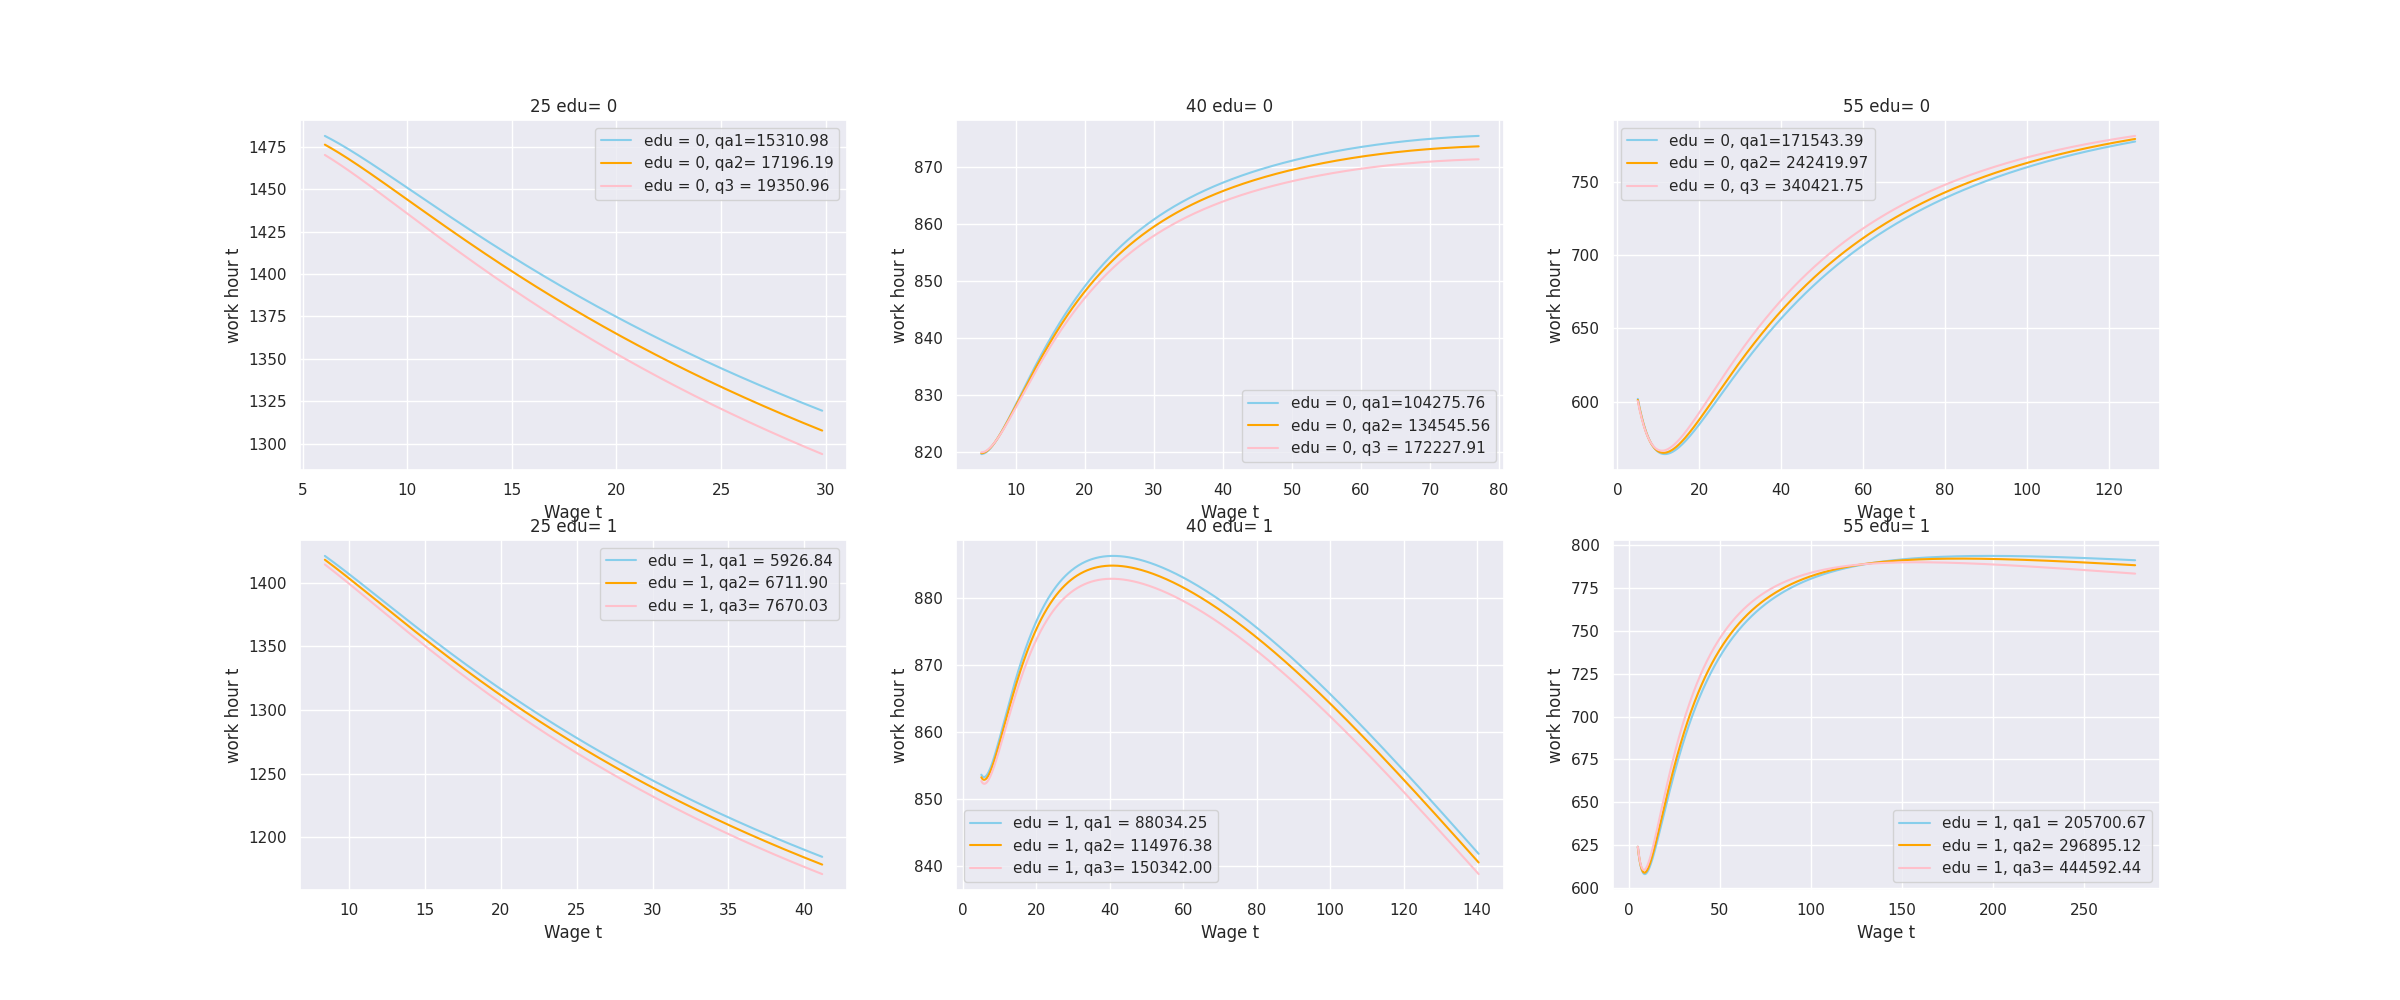 25 edu= 0
1475
1450
1425
1400
1375
1350
1325
1300
work hour t
edu = 0, qa1=15310.98
edu = 0, qa2= 17196.19
edu = 0, q3 = 19350.96
5 10 15 20 25 30
Wage t
40 edu= 0
870
860
850
840
830
820
work hour t
edu = 0, qa1=104275.76
edu = 0, qa2= 134545.56
edu = 0, q3 = 172227.91
10 20 30 40 50 60 70 80
Wage t
55 edu= 0
750
700
650
600
work hour t
edu = 0, qa1=171543.39
edu = 0, qa2= 242419.97
edu = 0, q3 = 340421.75
0 20 40 60 80 100 120
Wage t
25 edu= 1
1400
1350
1300
1250
1200
work hour t
edu = 1, qa1 = 5926.84
edu = 1, qa2= 6711.90
edu = 1, qa3= 7670.03
10 15 20 25 30 35 40
Wage t
40 edu= 1
880
870
860
850
840
work hour t
edu = 1, qa1 = 88034.25
edu = 1, qa2= 114976.38
edu = 1, qa3= 150342.00
0 20 40 60 80 100 120 140
Wage t
55 edu= 1
800
775
750
725
700
675
650
625
600
work hour t
edu = 1, qa1 = 205700.67
edu = 1, qa2= 296895.12
edu = 1, qa3= 444592.44
0 50 100 150 200 250
Wage t